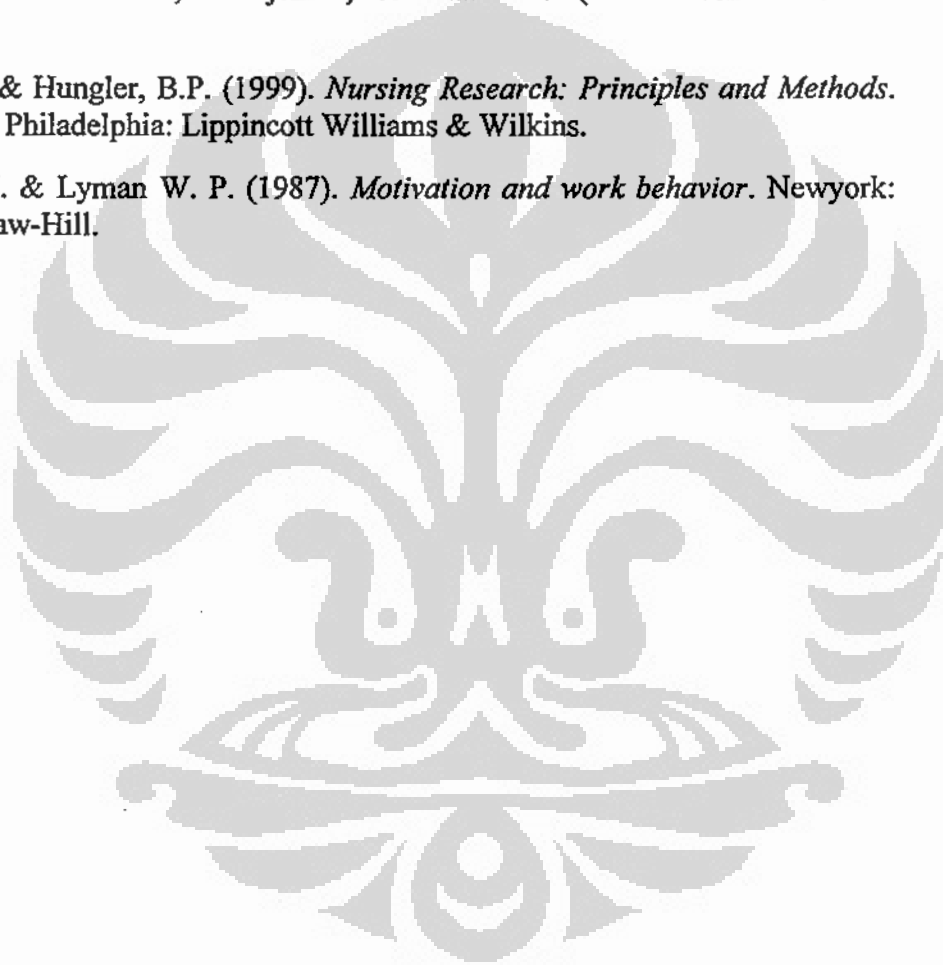 & Hungler, B.P. (1999). Nursing Research: Principles and Methods.
Philadelphia: Lippincott Williams & Wilkins.
. & Lyman W. P. (1987). Motivation and work behavior. Newyork:
aw-Hill.